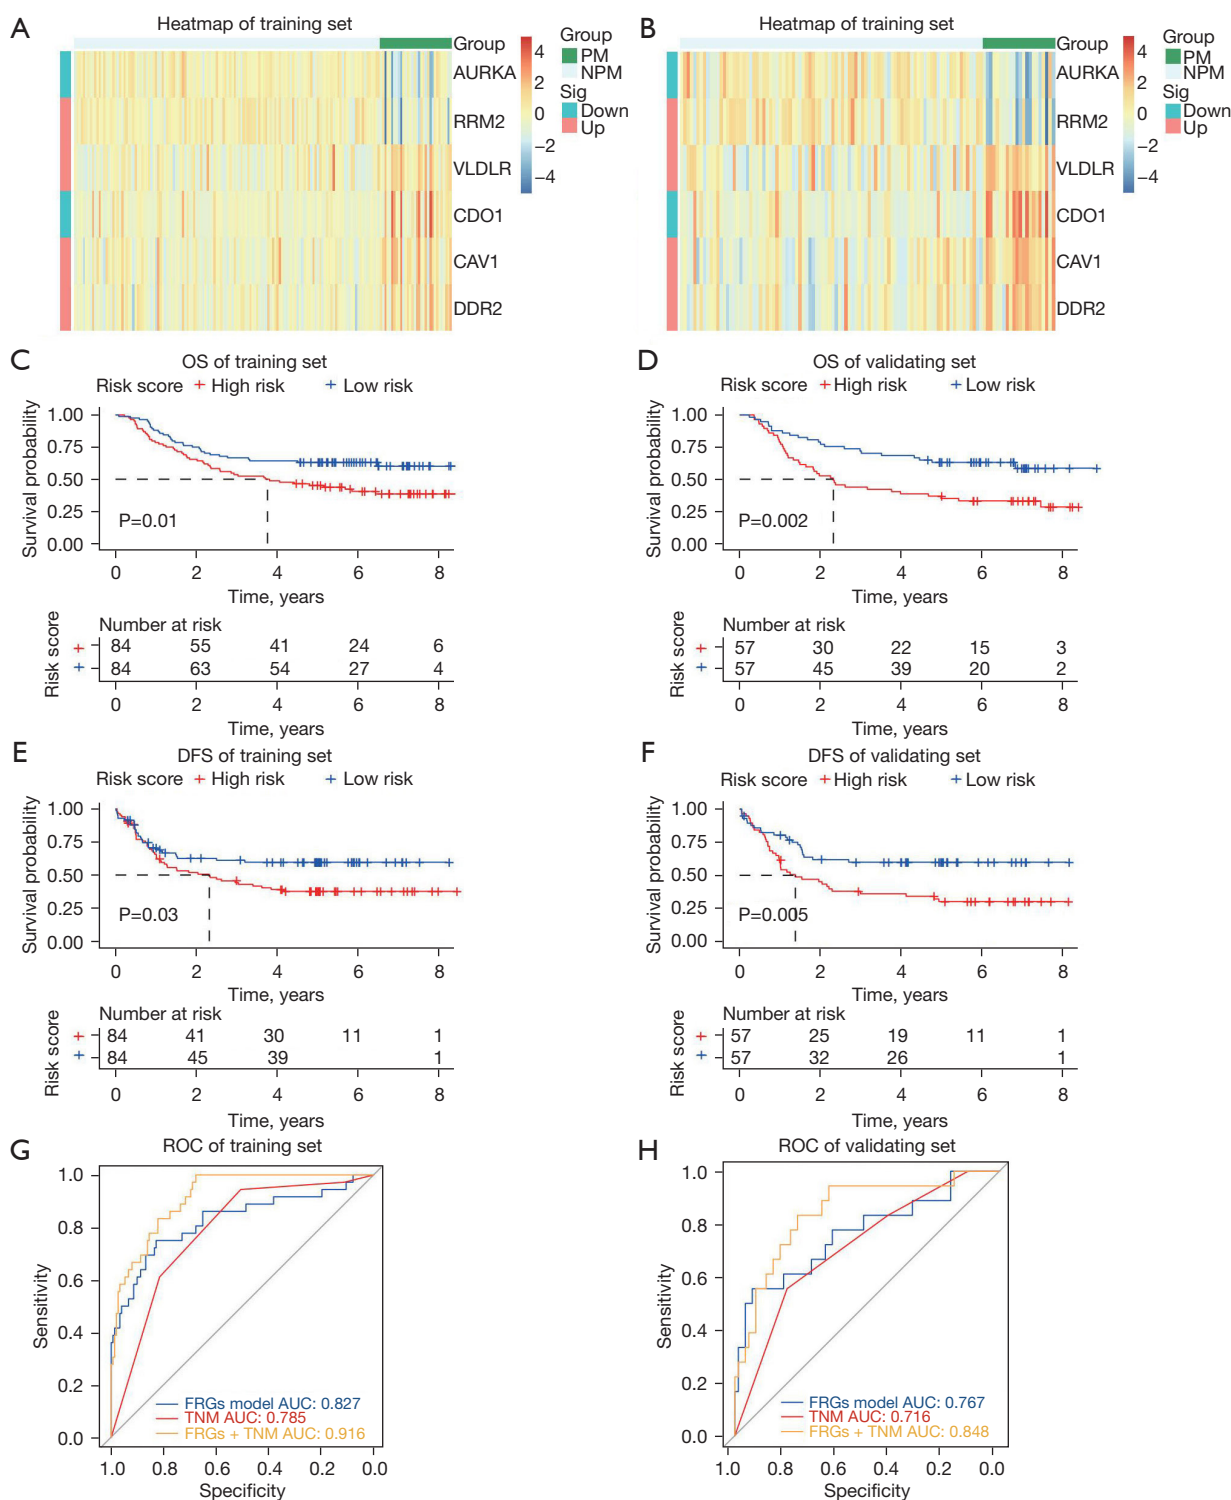 A
Heatmap of training set
Group
AURKA
RRM2
VLDLR
CDO1
CAV1
DDR2
4
2
0
−2
−4
Group
PM
NPM
Sig
Down
Up
B
Heatmap of training set
Group
AURKA
RRM2
VLDLR
CDO1
CAV1
DDR2
4
2
0
−2
−4
Group
PM
NPM
Sig
Down
Up
C
OS of training set
Risk score + High risk + Low risk
Survival probability
1.00
0.75
0.50
0.25
0.00
P=0.01
0 2 4 6 8
Time, years
Number at risk
Risk score
84 55 41 24 6
84 63 54 27 4
0 2 4 6 8
Time, years
D
OS of validating set
Risk score + High risk + Low risk
Survival probability
1.00
0.75
0.50
0.25
0.00
P=0.002
0 2 4 6 8
Time, years
Number at risk
Risk score
57 30 22 15 3
57 45 39 20 2
0 2 4 6 8
Time, years
E
DFS of training set
Risk score + High risk + Low risk
Survival probability
1.00
0.75
0.50
0.25
0.00
P=0.03
0 2 4 6 8
Time, years
Number at risk
Risk score
84 41 30 11 1
84 45 39 1
0 2 4 6 8
Time, years
F
DFS of validating set
Risk score + High risk + Low risk
Survival probability
1.00
0.75
0.50
0.25
0.00
P=0.005
0 2 4 6 8
Time, years
Number at risk
Risk score
57 25 19 11 1
57 32 26 1
0 2 4 6 8
Time, years
G
ROC of training set
Sensitivity
1.0
0.8
0.6
0.4
0.2
0.0
FRGs model AUC: 0.827
TNM AUC: 0.785
FRGs + TNM AUC: 0.916
1.0 0.8 0.6 0.4 0.2 0.0
Specificity
H
ROC of validating set
Sensitivity
1.0
0.8
0.6
0.4
0.2
0.0
FRGs model AUC: 0.767
TNM AUC: 0.716
FRGs + TNM AUC: 0.848
1.0 0.8 0.6 0.4 0.2 0.0
Specificity